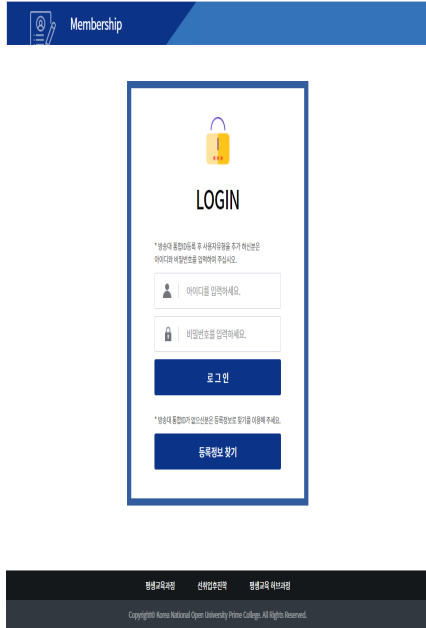 Membership
LOGIN
* 방송대 통합ID등록 후 사용자유형을 추가 하신분은
아이디와 비밀번호를 입력하여 주십시오.
아이디를 입력하세요.
비밀번호를 입력하세요.
로그인
* 방송대 통합ID가 없으신분은 등록정보로 찾기를 이용해 주세요.
등록정보 찾기
평생교육과정 선취업후진학 평생교육 허브과정
Copyright© Korea National Open University Prime College. All Rights Reserved.